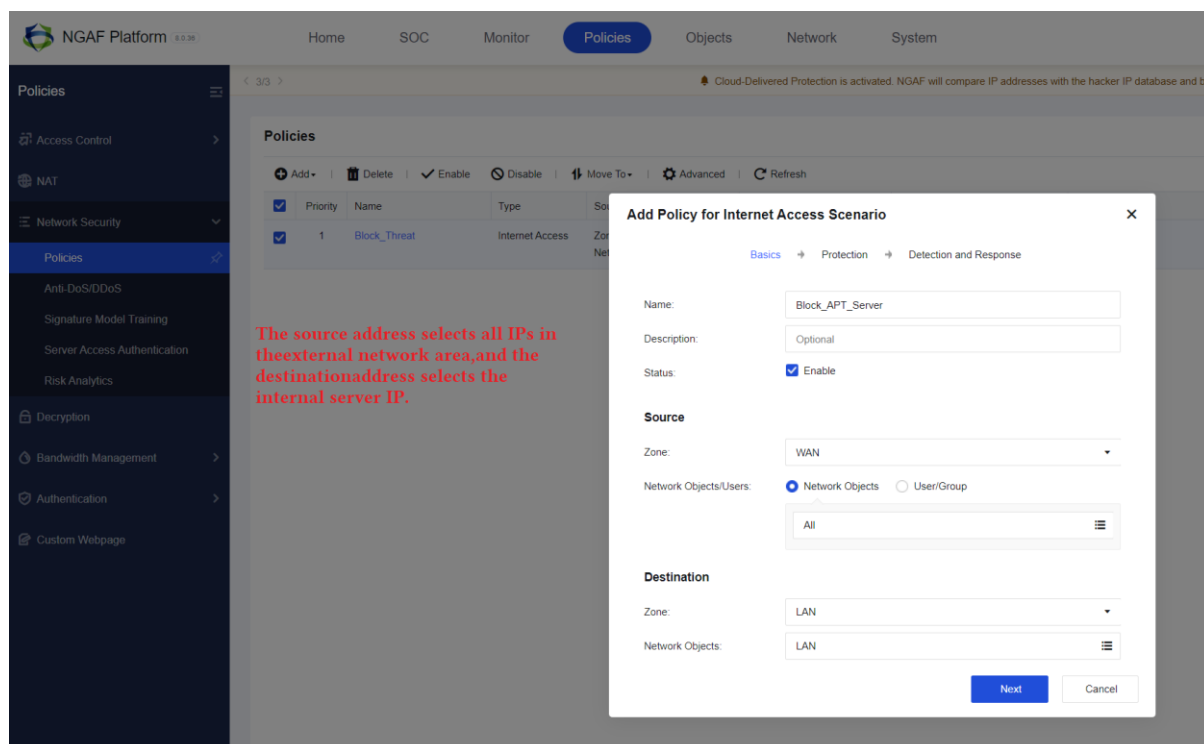 NGAF Platform 8.0.36
Home SOC Monitor Policies Objects Network System
Policies
3/3
Cloud-Delivered Protection is activated. NGAF will compare IP addresses with the hacker IP database and b
Access Control
NAT
Network Security
Policies
Anti-DoS/DDoS
Signature Model Training
Server Access Authentication
Risk Analytics
Decryption
Bandwidth Management
Authentication
Custom Webpage
Policies
Add Delete Enable Disable Move To Advanced Refresh
Priority Name Type Sou
1 Block_Threat Internet Access Zor
Net
The source address selects all IPs in
theexternal network area,and the
destinationaddress selects the
internal server IP.
Add Policy for Internet Access Scenario
Basics Protection Detection and Response
Name: Block_APT_Server
Description: Optional
Status: Enable
Source
Zone: WAN
Network Objects/Users: Network Objects User/Group
All
Destination
Zone: LAN
Network Objects: LAN
Next Cancel